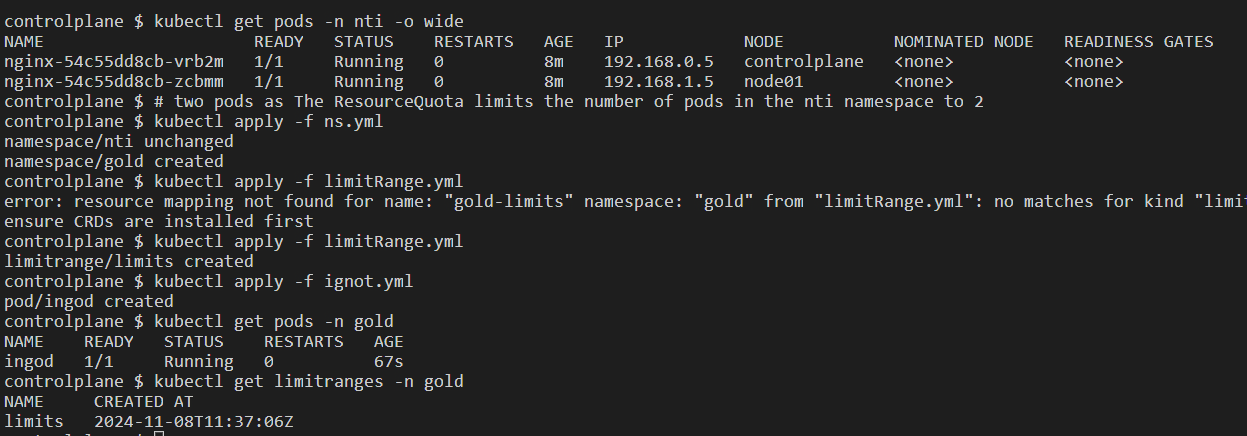 controlplane $ kubectl get pods -n nti -o wide
NAME                     READY   STATUS    RESTARTS   AGE   IP            NODE           NOMINATED NODE   READINESS GATES
nginx-54c55dd8cb-vrb2m   1/1     Running   0          8m    192.168.0.5   controlplane   <none>           <none>
nginx-54c55dd8cb-zcbmm   1/1     Running   0          8m    192.168.1.5   node01         <none>           <none>
controlplane $ # two pods as The ResourceQuota limits the number of pods in the nti namespace to 2
controlplane $ kubectl apply -f ns.yml
namespace/nti unchanged
namespace/gold created
controlplane $ kubectl apply -f limitRange.yml
error: resource mapping not found for name: "gold-limits" namespace: "gold" from "limitRange.yml": no matches for kind "limit
ensure CRDs are installed first
controlplane $ kubectl apply -f limitRange.yml
limitrange/limits created
controlplane $ kubectl apply -f ignot.yml
pod/ingod created
controlplane $ kubectl get pods -n gold
NAME    READY   STATUS    RESTARTS   AGE
ingod   1/1     Running   0          67s
controlplane $ kubectl get limitranges -n gold
NAME     CREATED AT
limits   2024-11-08T11:37:06Z